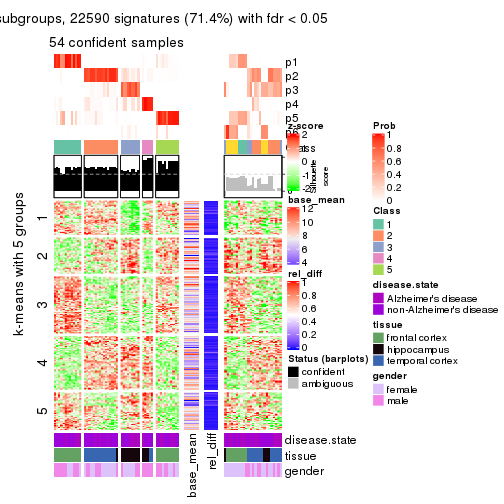 subgroups, 22590 signatures (71.4%) with fdr < 0.05
54 confident samples
p1
p2
p3
p4
p5
z-score
2
1
0
-1
-2
Silhouette
score
k-means with 5 groups
1
2
3
4
5
base_mean
12
10
8
6
4
rel_diff
1
0.8
0.6
0.4
0.2
0
Status (barplots)
confident
ambiguous
disease.state
tissue
gender
base_mean
rel_diff
Prob
1
0.8
0.6
0.4
0.2
0
Class
1
2
3
4
5
disease.state
Alzheimer's disease
non-Alzheimer's disease
tissue
frontal cortex
hippocampus
temporal cortex
gender
female
male